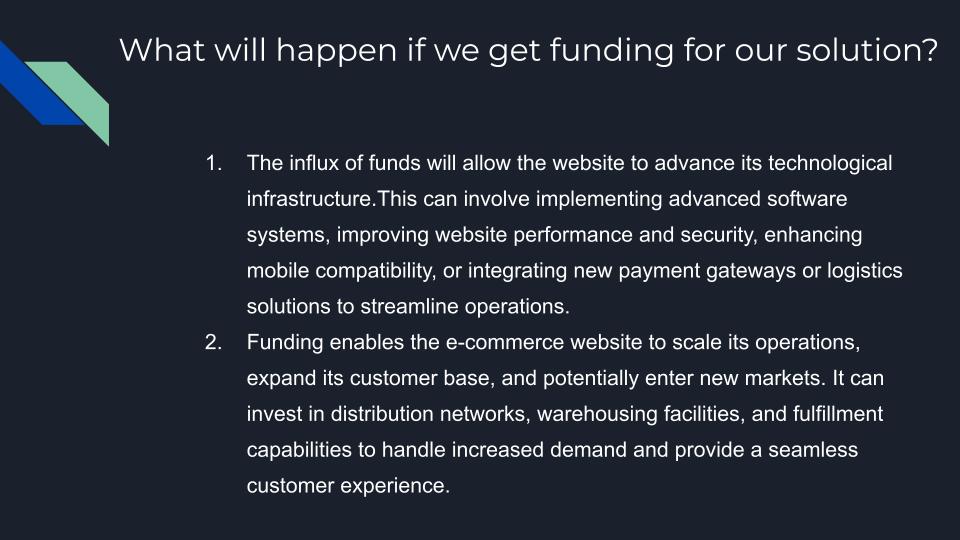 What will happen if we get funding for our solution?
1. The influx of funds will allow the website to advance its technological
infrastructure.This can involve implementing advanced software
systems, improving website performance and security, enhancing
mobile compatibility, or integrating new payment gateways or logistics
solutions to streamline operations.
2. Funding enables the e-commerce website to scale its operations,
expand its customer base, and potentially enter new markets. It can
invest in distribution networks, warehousing facilities, and fulfillment
capabilities to handle increased demand and provide a seamless
customer experience.